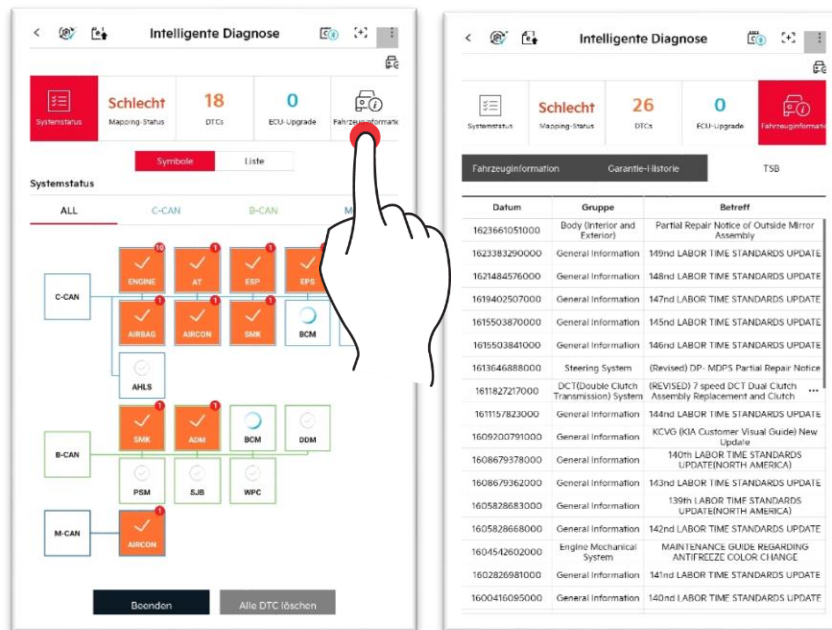 Intelligente Diagnose
Systemstatus
Schlecht
Mapping-Status
18
DTCs
0
ECU-Upgrade
Symbole
Liste
Systemstatus
ALL
C-CAN
B-CAN
C-CAN
10
ENGINE
1
AT
1
ESP
EPS
1
AIRBAG
1
AIRCON
1
SMK
BCM
AHLS
B-CAN
1
SMK
1
ADM
BCM
DDM
PSM
SJB
WPC
M-CAN
1
AIRCON
Beenden
Alle DTC löschen
Intelligente Diagnose
Systemstatus
Schlecht
Mapping-Status
26
DTCs
0
ECU-Upgrade
Fahrzeuginformati
Fahrzeuginformation
Garantie-Historie
TSB
Datum Gruppe Betreff
1623661051000 Body (Interior and Exterior) Partial Repair Notice of Outside Mirror Assembly
1623383290000 General Information 149nd LABOR TIME STANDARDS UPDATE
1621484576000 General Information 148nd LABOR TIME STANDARDS UPDATE
1619402507000 General Information 147nd LABOR TIME STANDARDS UPDATE
1615503870000 General Information 145nd LABOR TIME STANDARDS UPDATE
1615503841000 General Information 146nd LABOR TIME STANDARDS UPDATE
1613646888000 Steering System (Revised) DP- MDPS Partial Repair Notice
1611827217000 DCT(Double Clutch Transmission) System (REVISED) 7 speed DCT Dual Clutch Assembly Replacement and Clutch ...
1611157823000 General Information 144nd LABOR TIME STANDARDS UPDATE
1609200791000 General Information KCVG (KIA Customer Visual Guide) New Update
1608679378000 General Information 140th LABOR TIME STANDARDS UPDATE(NORTH AMERICA)
1608679362000 General Information 143nd LABOR TIME STANDARDS UPDATE
1605828683000 General Information 139th LABOR TIME STANDARDS UPDATE(NORTH AMERICA)
1605828668000 General Information 142nd LABOR TIME STANDARDS UPDATE
1604542602000 Engine Mechanical System MAINTENANCE GUIDE REGARDING ANTIFREEZE COLOR CHANGE
1602826981000 General Information 141nd LABOR TIME STANDARDS UPDATE
1600416095000 General Information 140nd LABOR TIME STANDARDS UPDATE